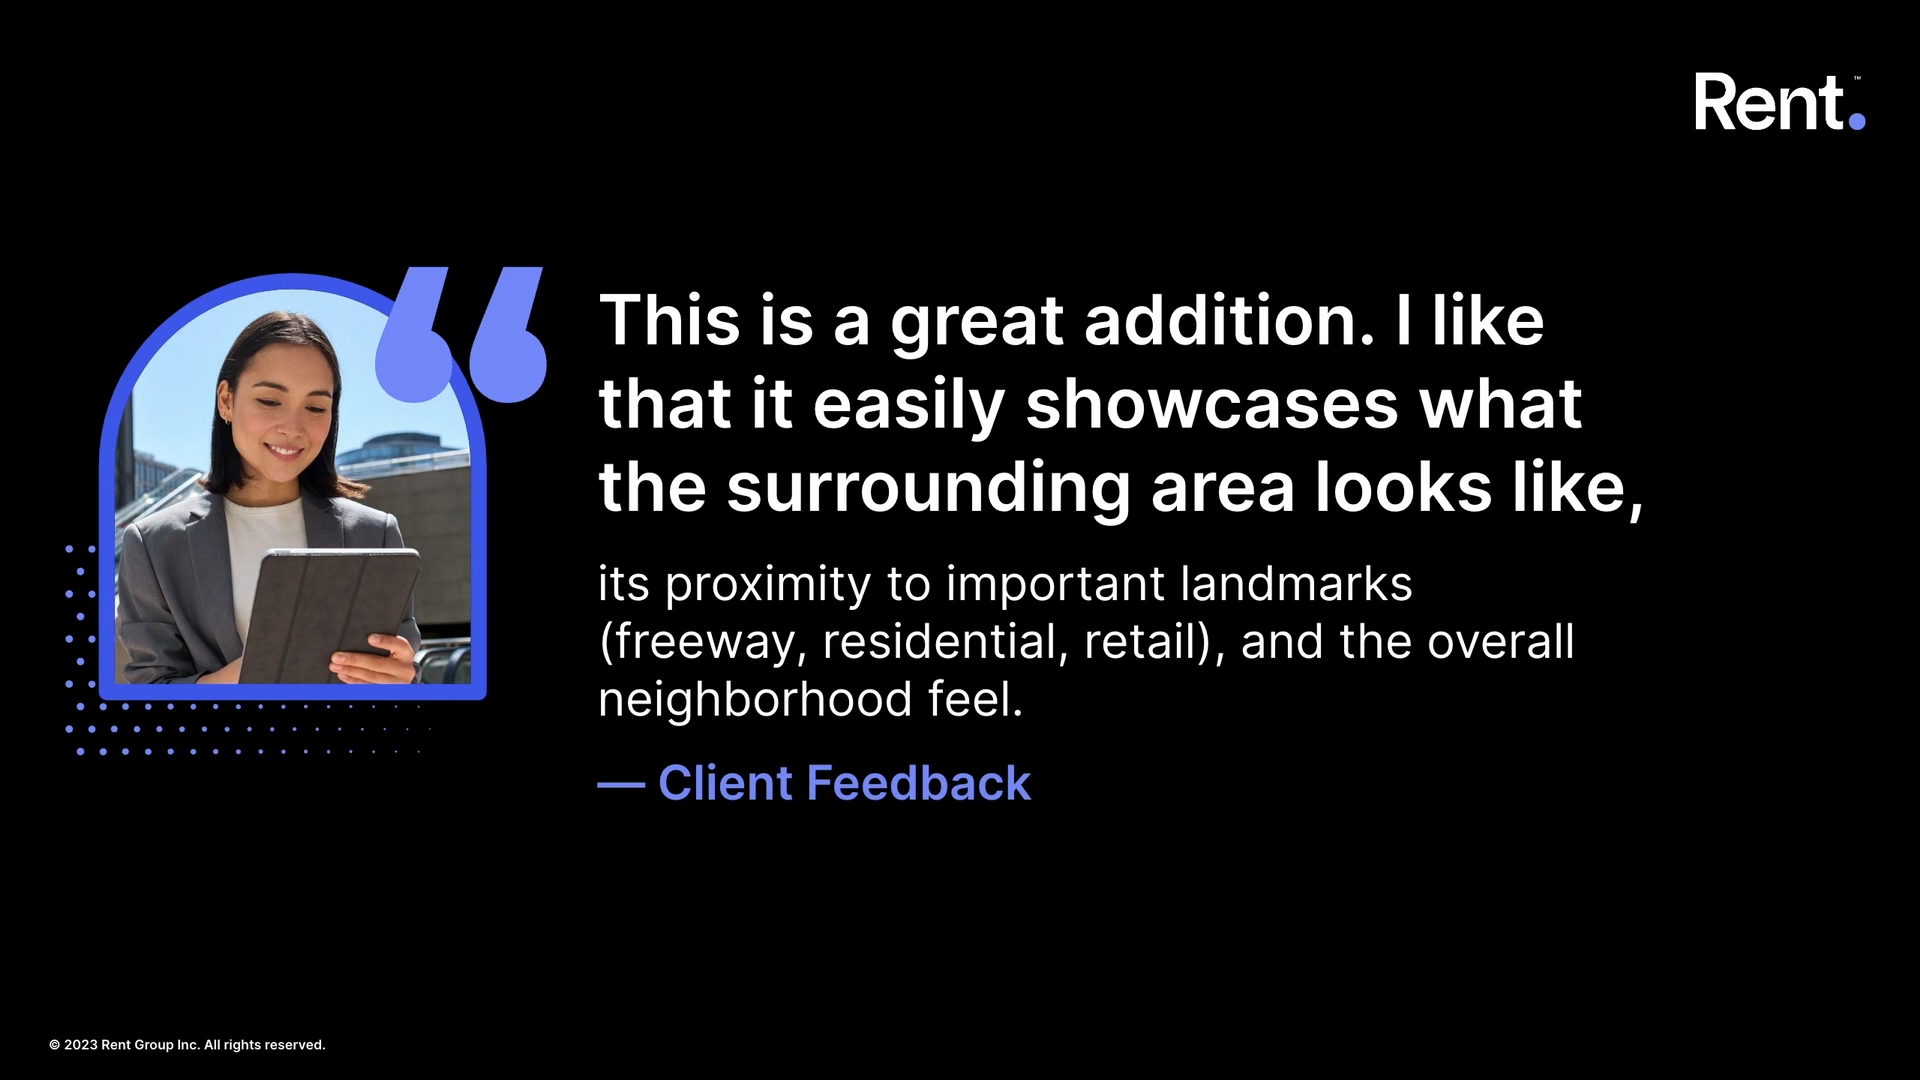 Rent.™
“
This is a great addition. I like
that it easily showcases what
the surrounding area looks like,
its proximity to important landmarks
(freeway, residential, retail), and the overall
neighborhood feel.
— Client Feedback
© 2023 Rent Group Inc. All rights reserved.